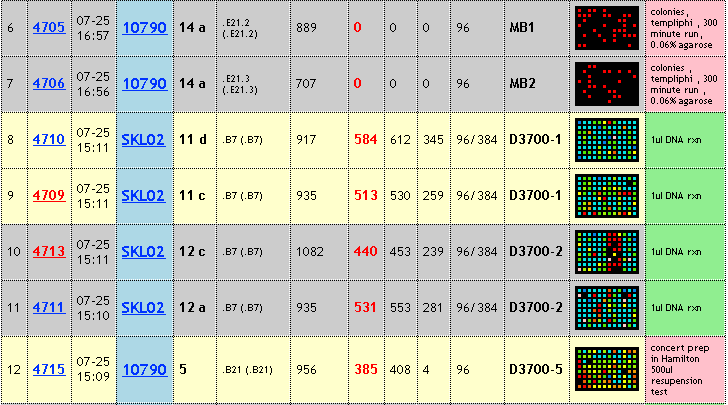 6 4705 07-25 16:57 10790 14 a .E21.2 (.E21.2) 889 0 0 0 96 MB1 colonies, templiphi , 300 minute run , 0.06% agarose
7 4706 07-25 16:56 10790 14 a .E21.3 (.E21.3) 707 0 0 0 96 MB2 colonies , templiphi , 300 minute run , 0.06% agarose
8 4710 07-25 15:11 SKL02 11 d .B7 (.B7) 917 584 612 345 96/384 D3700-1 1ul DNA rxn
9 4709 07-25 15:11 SKL02 11 c .B7 (.B7) 935 513 530 259 96/384 D3700-1 1ul DNA rxn
10 4713 07-25 15:11 SKL02 12 c .B7 (.B7) 1082 440 453 239 96/384 D3700-2 1ul DNA rxn
11 4711 07-25 15:10 SKL02 12 a .B7 (.B7) 935 531 553 281 96/384 D3700-2 1ul DNA rxn
12 4715 07-25 15:09 10790 5 .B21 (.B21) 956 385 408 4 96 D3700-5 concert prep in Hamilton 500ul resupension test